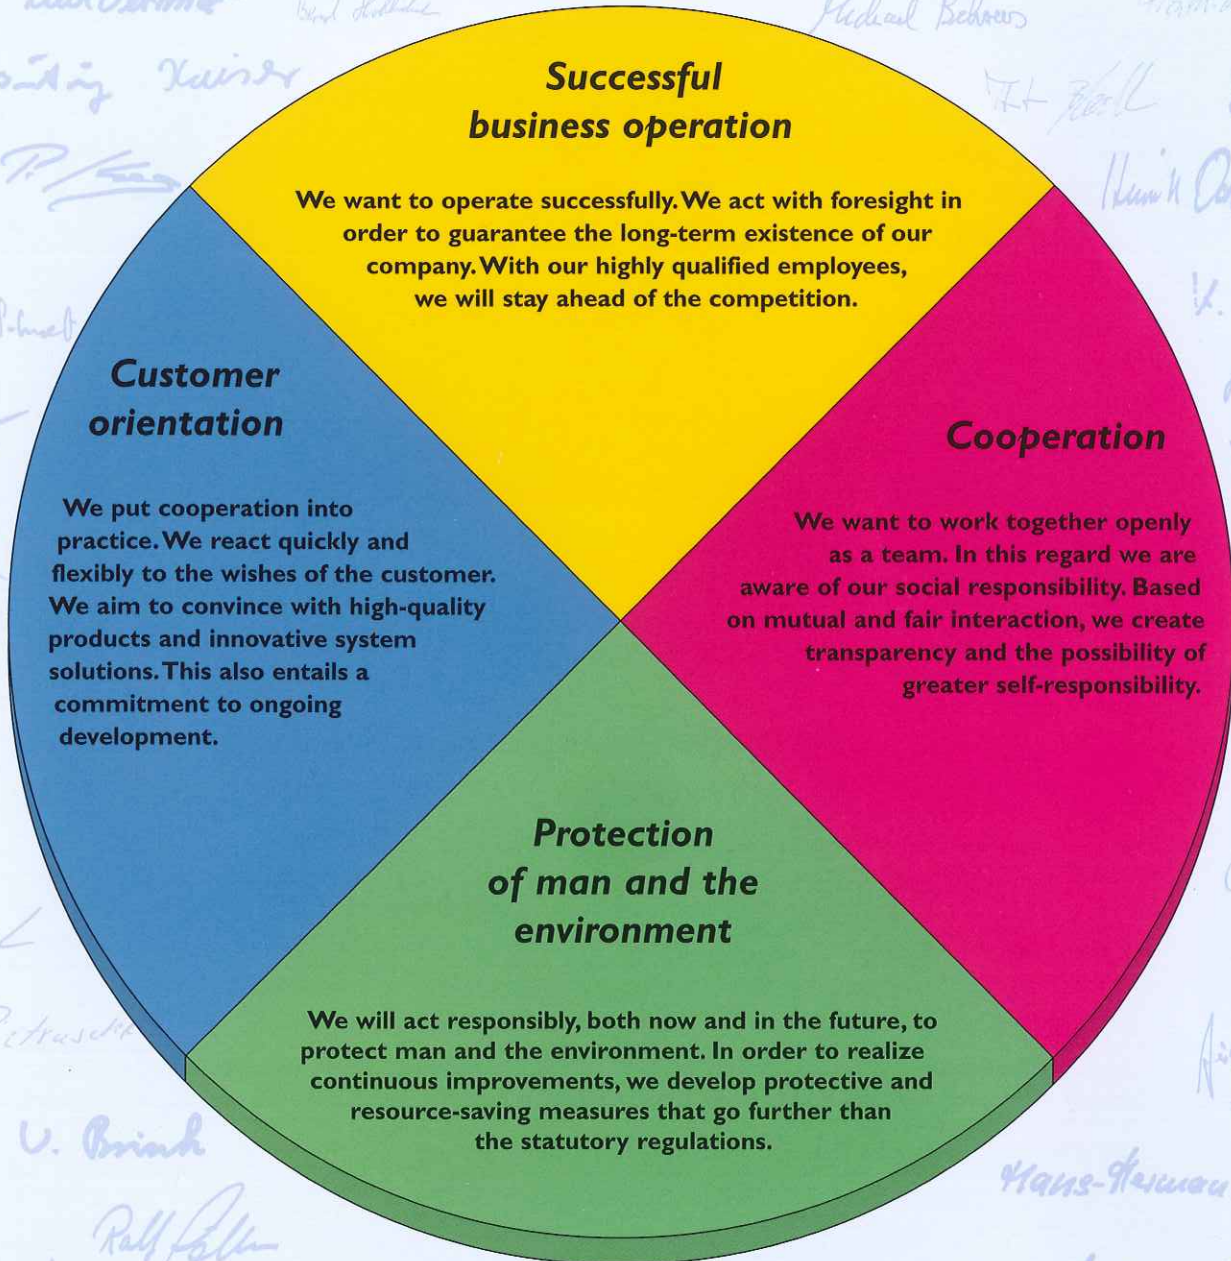 Michael Behrens
Kaiser
Successful
business operation
We want to operate successfully. We act with foresight in
order to guarantee the long-term existence of our
company. With our highly qualified employees,
we will stay ahead of the competition.
Customer
orientation
We put cooperation into
practice. We react quickly and
flexibly to the wishes of the customer.
We aim to convince with high-quality
products and innovative system
solutions. This also entails a
commitment to ongoing
development.
Cooperation
We want to work together openly
as a team. In this regard we are
aware of our social responsibility. Based
on mutual and fair interaction, we create
transparency and the possibility of
greater self-responsibility.
Protection
of man and the
environment
We will act responsibly, both now and in the future, to
protect man and the environment. In order to realize
continuous improvements, we develop protective and
resource-saving measures that go further than
the statutory regulations.
U. Brink
Hans-Herman
Ralf